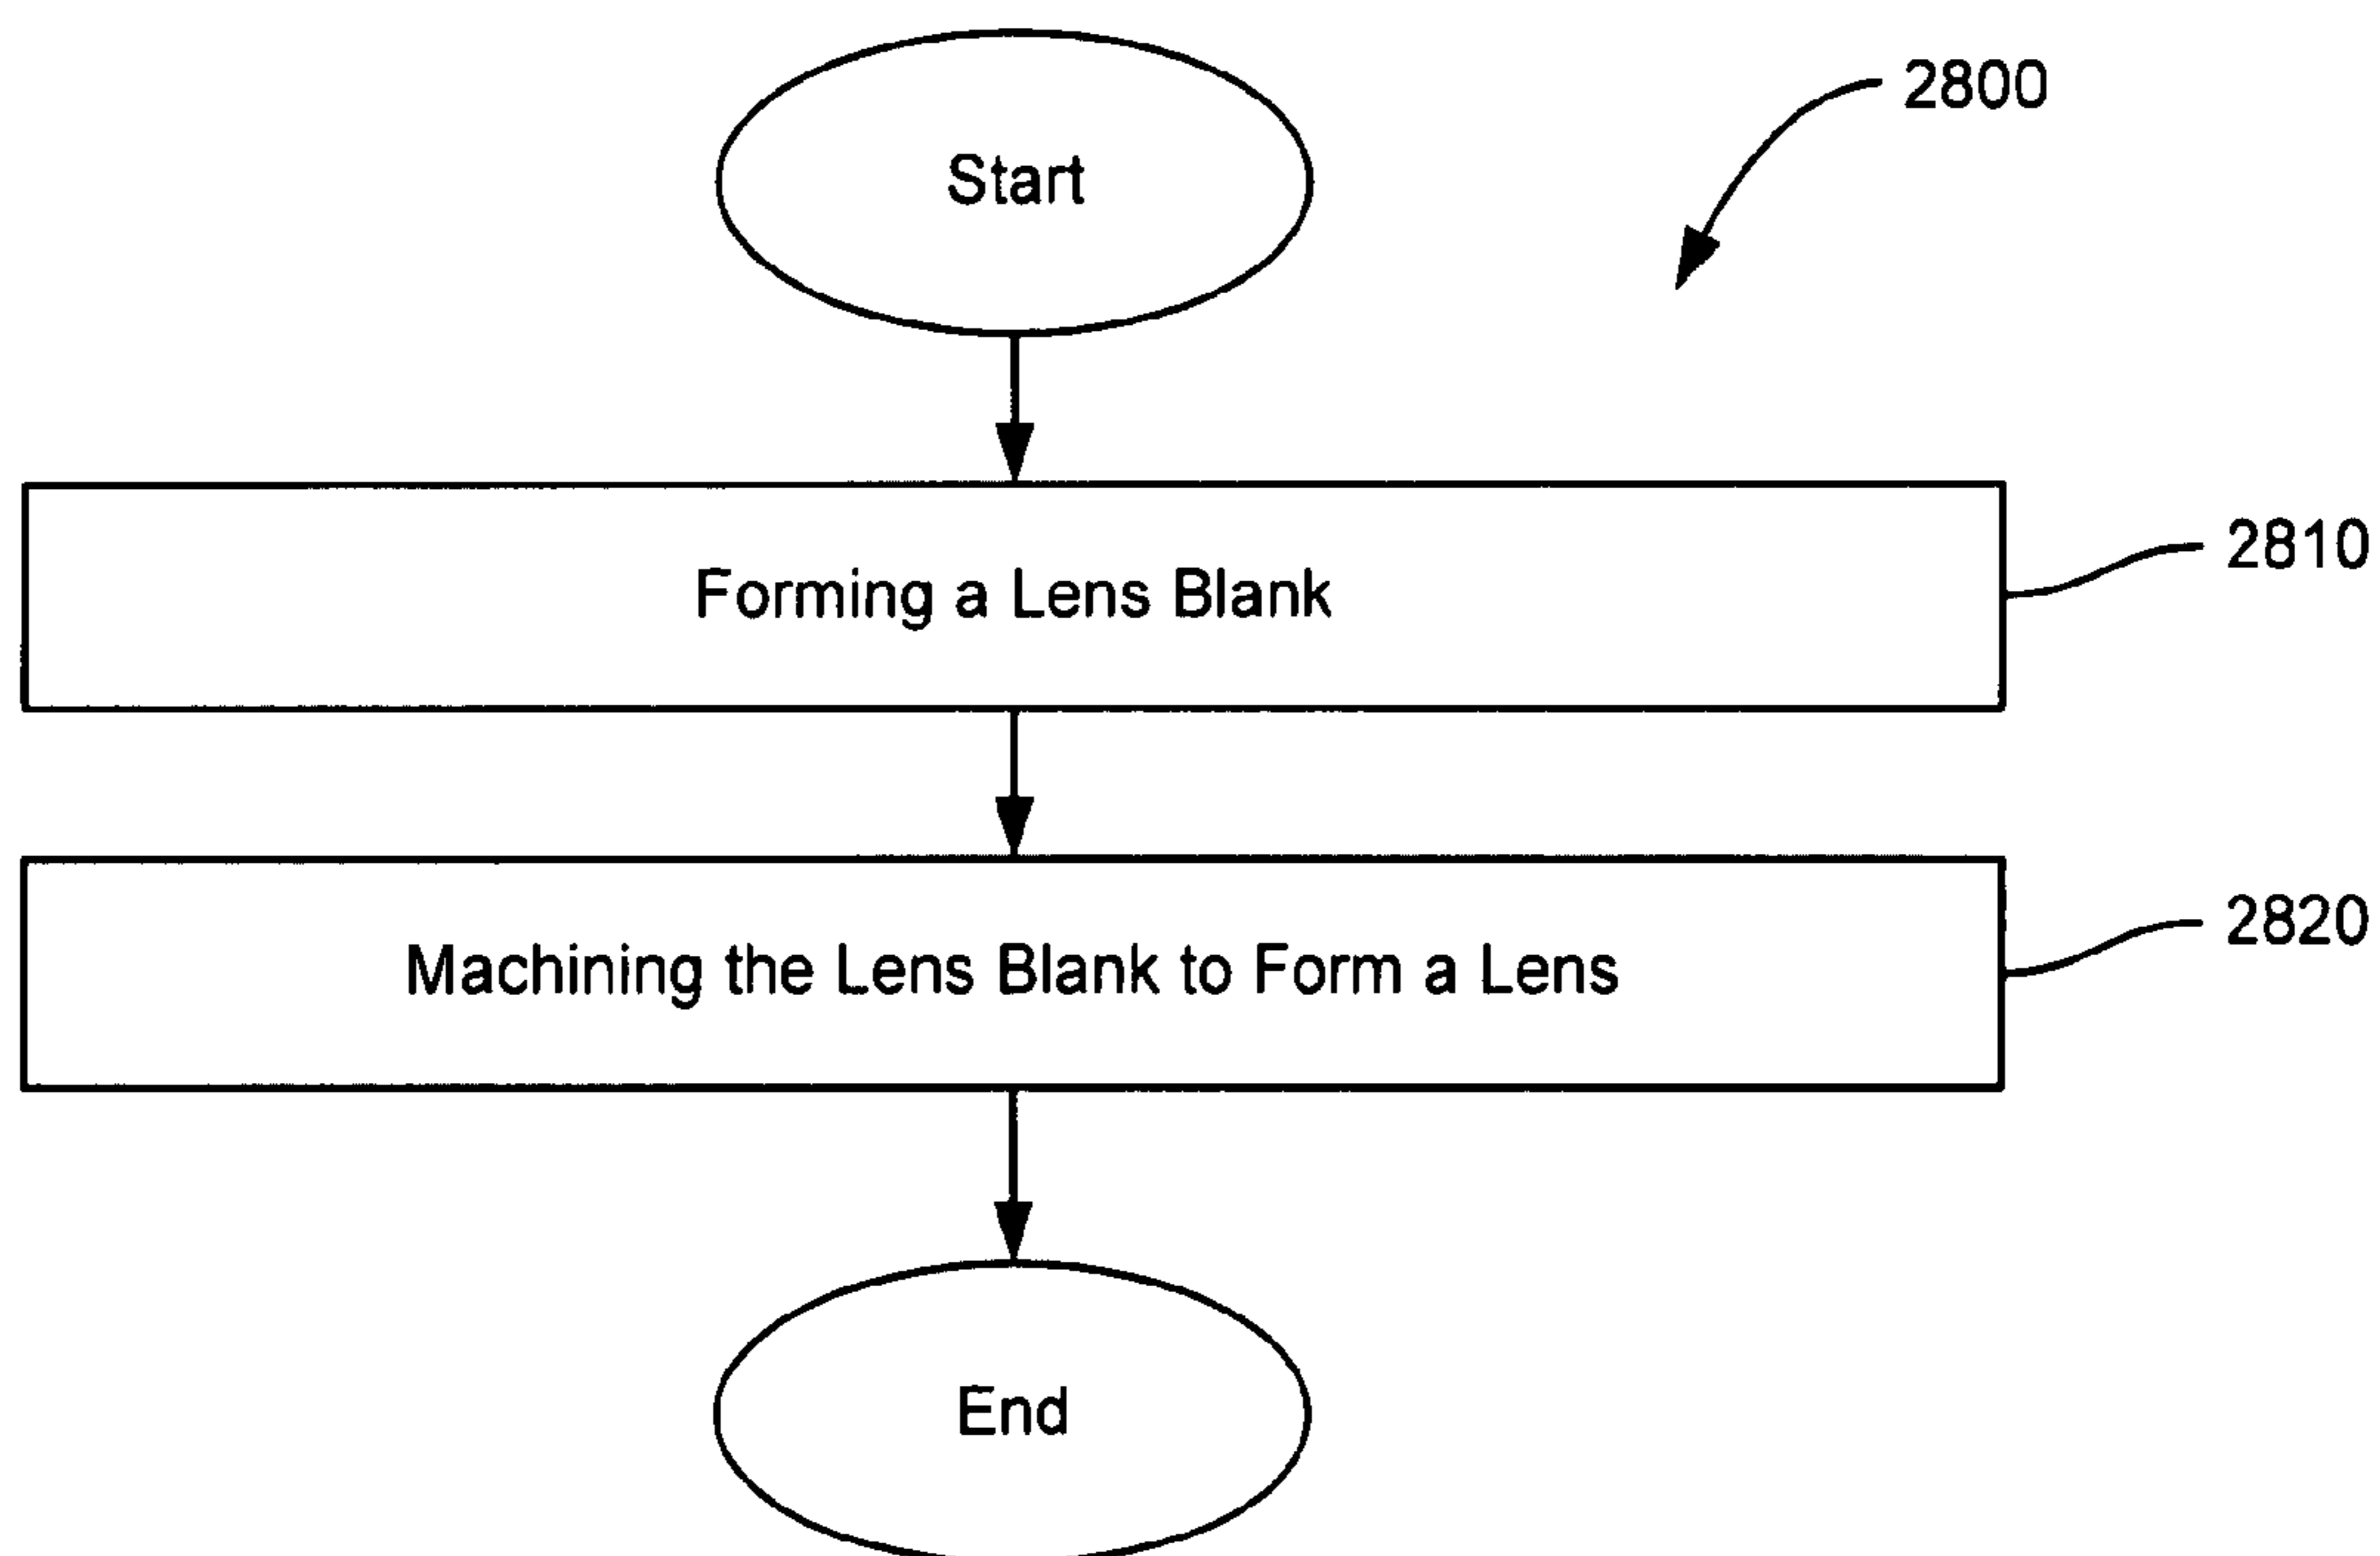 Start
2800
Forming a Lens Blank
2810
Machining the Lens Blank to Form a Lens
2820
End